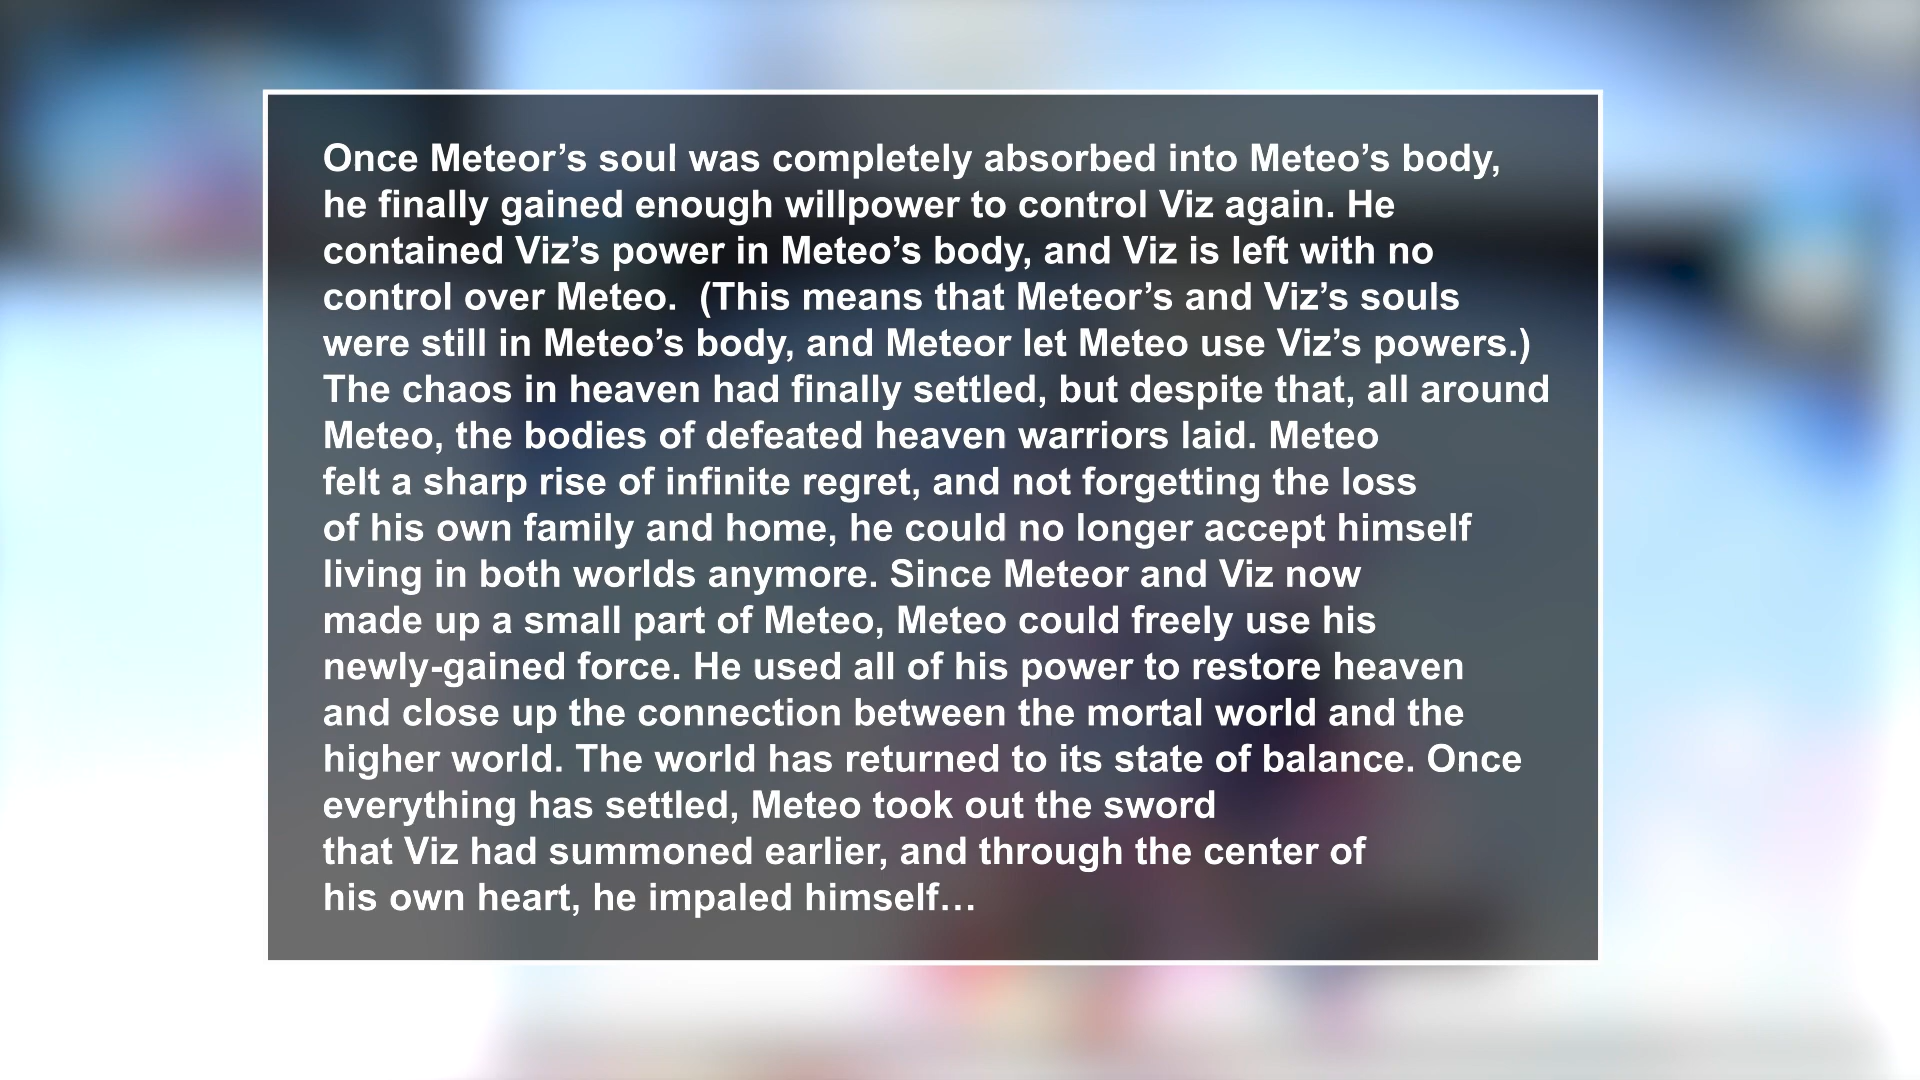 Once Meteor’s soul was completely absorbed into Meteo’s body,
he finally gained enough willpower to control Viz again. He
contained Viz’s power in Meteo’s body, and Viz is left with no
control over Meteo.  (This means that Meteor’s and Viz’s souls
were still in Meteo’s body, and Meteor let Meteo use Viz’s powers.)
The chaos in heaven had finally settled, but despite that, all around
Meteo, the bodies of defeated heaven warriors laid. Meteo
felt a sharp rise of infinite regret, and not forgetting the loss
of his own family and home, he could no longer accept himself
living in both worlds anymore. Since Meteor and Viz now
made up a small part of Meteo, Meteo could freely use his
newly-gained force. He used all of his power to restore heaven
and close up the connection between the mortal world and the
higher world. The world has returned to its state of balance. Once
everything has settled, Meteo took out the sword
that Viz had summoned earlier, and through the center of
his own heart, he impaled himself…